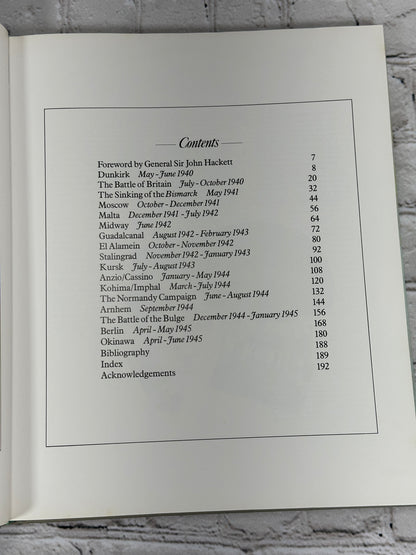 Contents
Foreword by General Sir John Hackett 7
Dunkirk May - June 1940 8
The Battle of Britain July - October 1940 20
The Sinking of the Bismarck May 1941 32
Moscow October - December 1941 44
Malta December 1941 - July 1942 56
Midway June 1942 64
Guadalcanal August 1942 - February 1943 72
El Alamein October - November 1942 80
Stalingrad November 1942 - January 1943 92
Kursk July - August 1943 100
Anzio/Cassino January - May 1944 108
Kohima/Imphal March - July 1944 120
The Normandy Campaign June - August 1944 132
Arnhem September 1944 144
The Battle of the Bulge December 1944 - January 1945 156
Berlin April - May 1945 168
Okinawa April - June 1945 180
Bibliography 188
Index 189
Acknowledgements 192